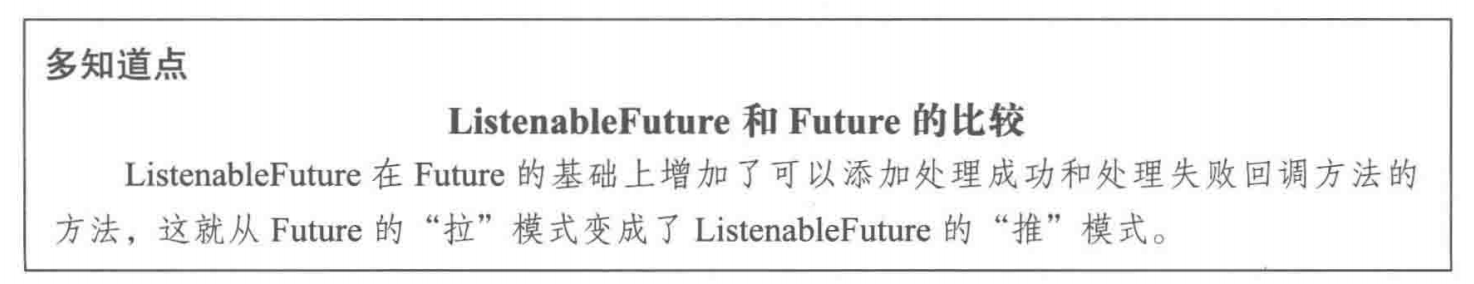 多知道点
ListenableFuture 和 Future 的比较
ListenableFuture 在 Future 的基础上增加了可以添加处理成功和处理失败回调方法的
方法，这就从 Future 的“拉”模式变成了 ListenableFuture 的“推”模式。